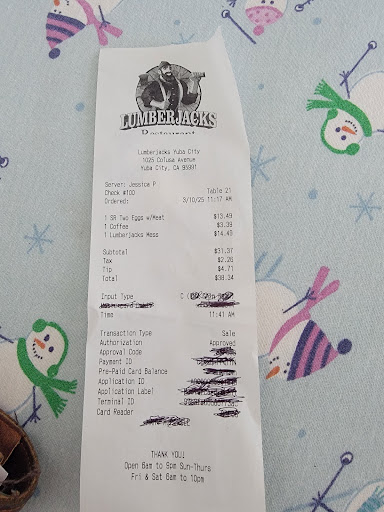 LUMBERJACKS
Restaurant
Lumberjacks Yuba City
1025 Colusa Avenue
Yuba City, CA 95991
Server: Jessica P
Check #100 Table 21
Ordered: 3/10/25 11:17 AM
1 SR Two Eggs w/Meat $13.49
1 Coffee $3.39
1 Lumberjacks Mess $14.49
Subtotal $31.37
Tax $2.26
Tip $4.71
Total $38.34
Input Type
Time 11:41 AM
Transaction Type Sale
Authorization Approved
Approval Code
Payment ID
Pre-Paid Card Balance
Application ID
Application Label
Terminal ID
Card Reader
THANK YOU!
Open 6am to 9pm Sun-Thurs
Fri & Sat 6am to 10pm